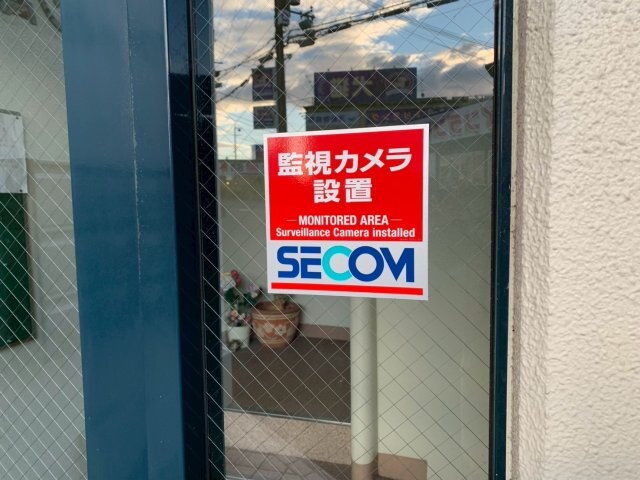 監視カメラ
設置
MONITORED AREA
Surveillance Camera installed
SECOM